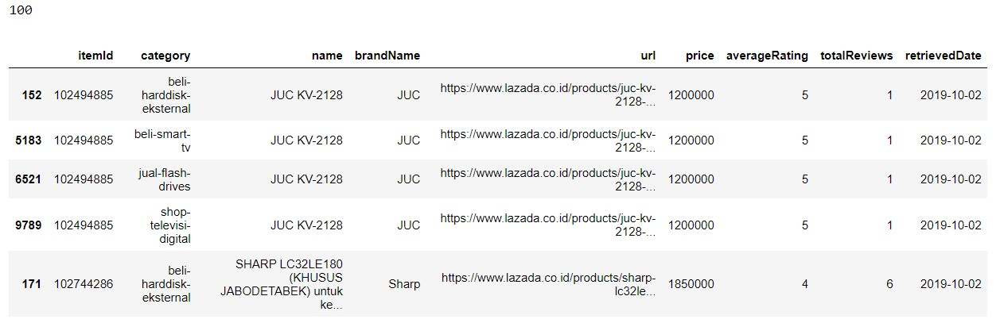 100
itemId category name brandName url price averageRating totalReviews retrievedDate
beli-
152 102494885 harddisk- JUC KV-2128 JUC https://www.lazada.co.id/products/juc-kv- 1200000 5 1 2019-10-02
eksternal 2128-...
5183 102494885 beli-smart- JUC KV-2128 JUC https://www.lazada.co.id/products/juc-kv- 1200000 5 1 2019-10-02
tv 2128-...
6521 102494885 jual-flash- JUC KV-2128 JUC https://www.lazada.co.id/products/juc-kv- 1200000 5 1 2019-10-02
drives 2128-...
shop-
9789 102494885 televisi- JUC KV-2128 JUC https://www.lazada.co.id/products/juc-kv- 1200000 5 1 2019-10-02
digital 2128-...
SHARP LC32LE180
beli- (KHUSUS
171 102744286 harddisk- JABODETABEK) untuk Sharp https://www.lazada.co.id/products/sharp- 1850000 4 6 2019-10-02
eksternal ke... lc32le...